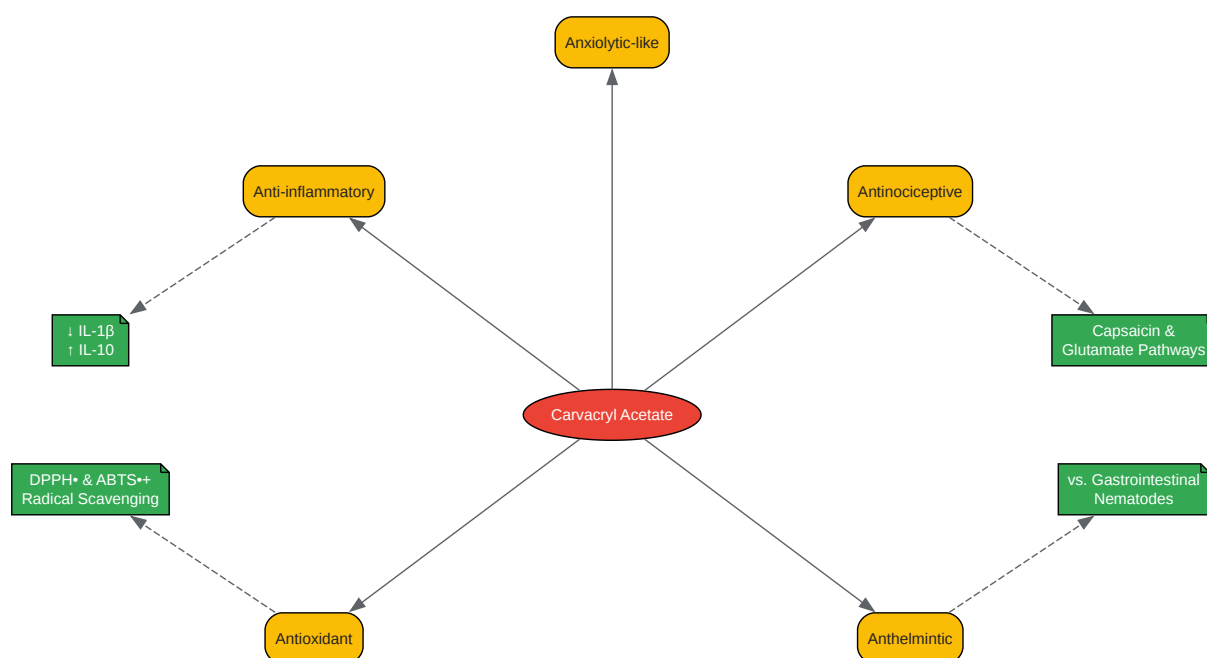 Anxiolytic-like
Anti-inflammatory
Antinociceptive
↓ IL-1β
↑ IL-10
Capsaicin &
Glutamate Pathways
Carvacryl Acetate
DPPH• & ABTS•+
Radical Scavenging
vs. Gastrointestinal
Nematodes
Antioxidant
Anthelmintic